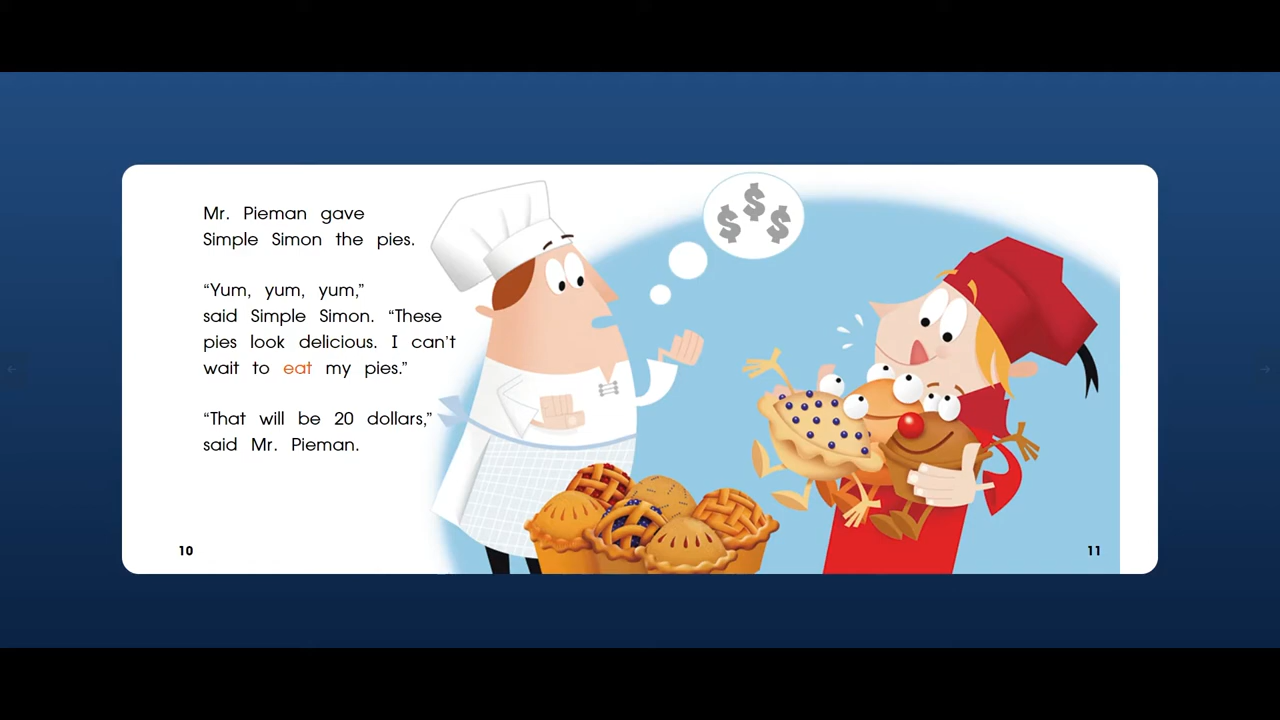 Mr. Pieman gave
Simple Simon the pies.
“Yum, yum, yum,”
said Simple Simon. “These
pies look delicious. I can’t
wait to eat my pies.”
“That will be 20 dollars,”
said Mr. Pieman.
$ $ $
10
11